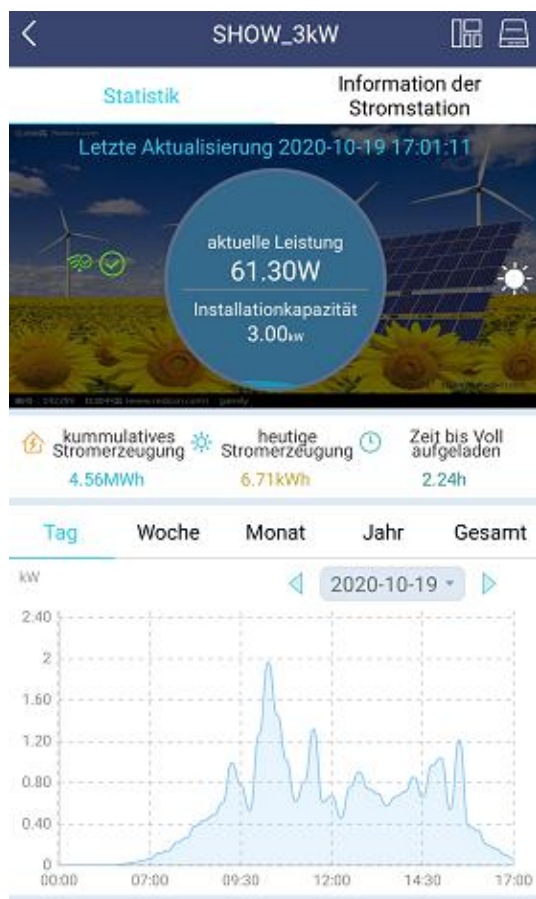 SHOW_3kW
Statistik
Information der
Stromstation
Letzte Aktualisierung 2020-10-19 17:01:11
aktuelle Leistung
61.30W
Installationkapazität
3.00kW
kummulatives
Stromerzeugung
4.56MWh
heutige
Stromerzeugung
6.71kWh
Zeit bis Voll
aufgeladen
2.24h
Tag Woche Monat Jahr Gesamt
kW
2020-10-19
2.40
2
1.60
1.20
0.80
0.40
0
00:00 07:00 09:30 12:00 14:30 17:00